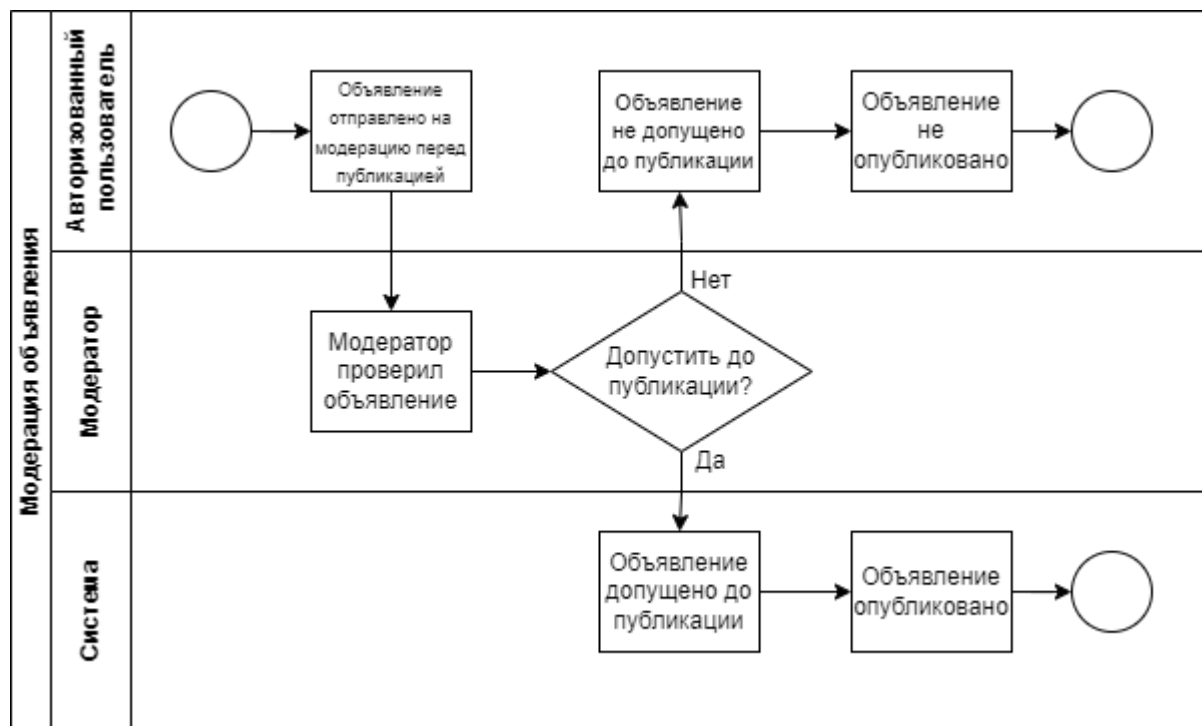 Модерация объявления
Авторизованный
пользователь
Объявление
отправлено на
модерацию перед
публикацией
Объявление
не допущено
до публикации
Объявление
не
опубликовано
Модератор
Модератор
проверил
объявление
Допустить до
публикации?
Нет
Да
Система
Объявление
допущено до
публикации
Объявление
опубликовано